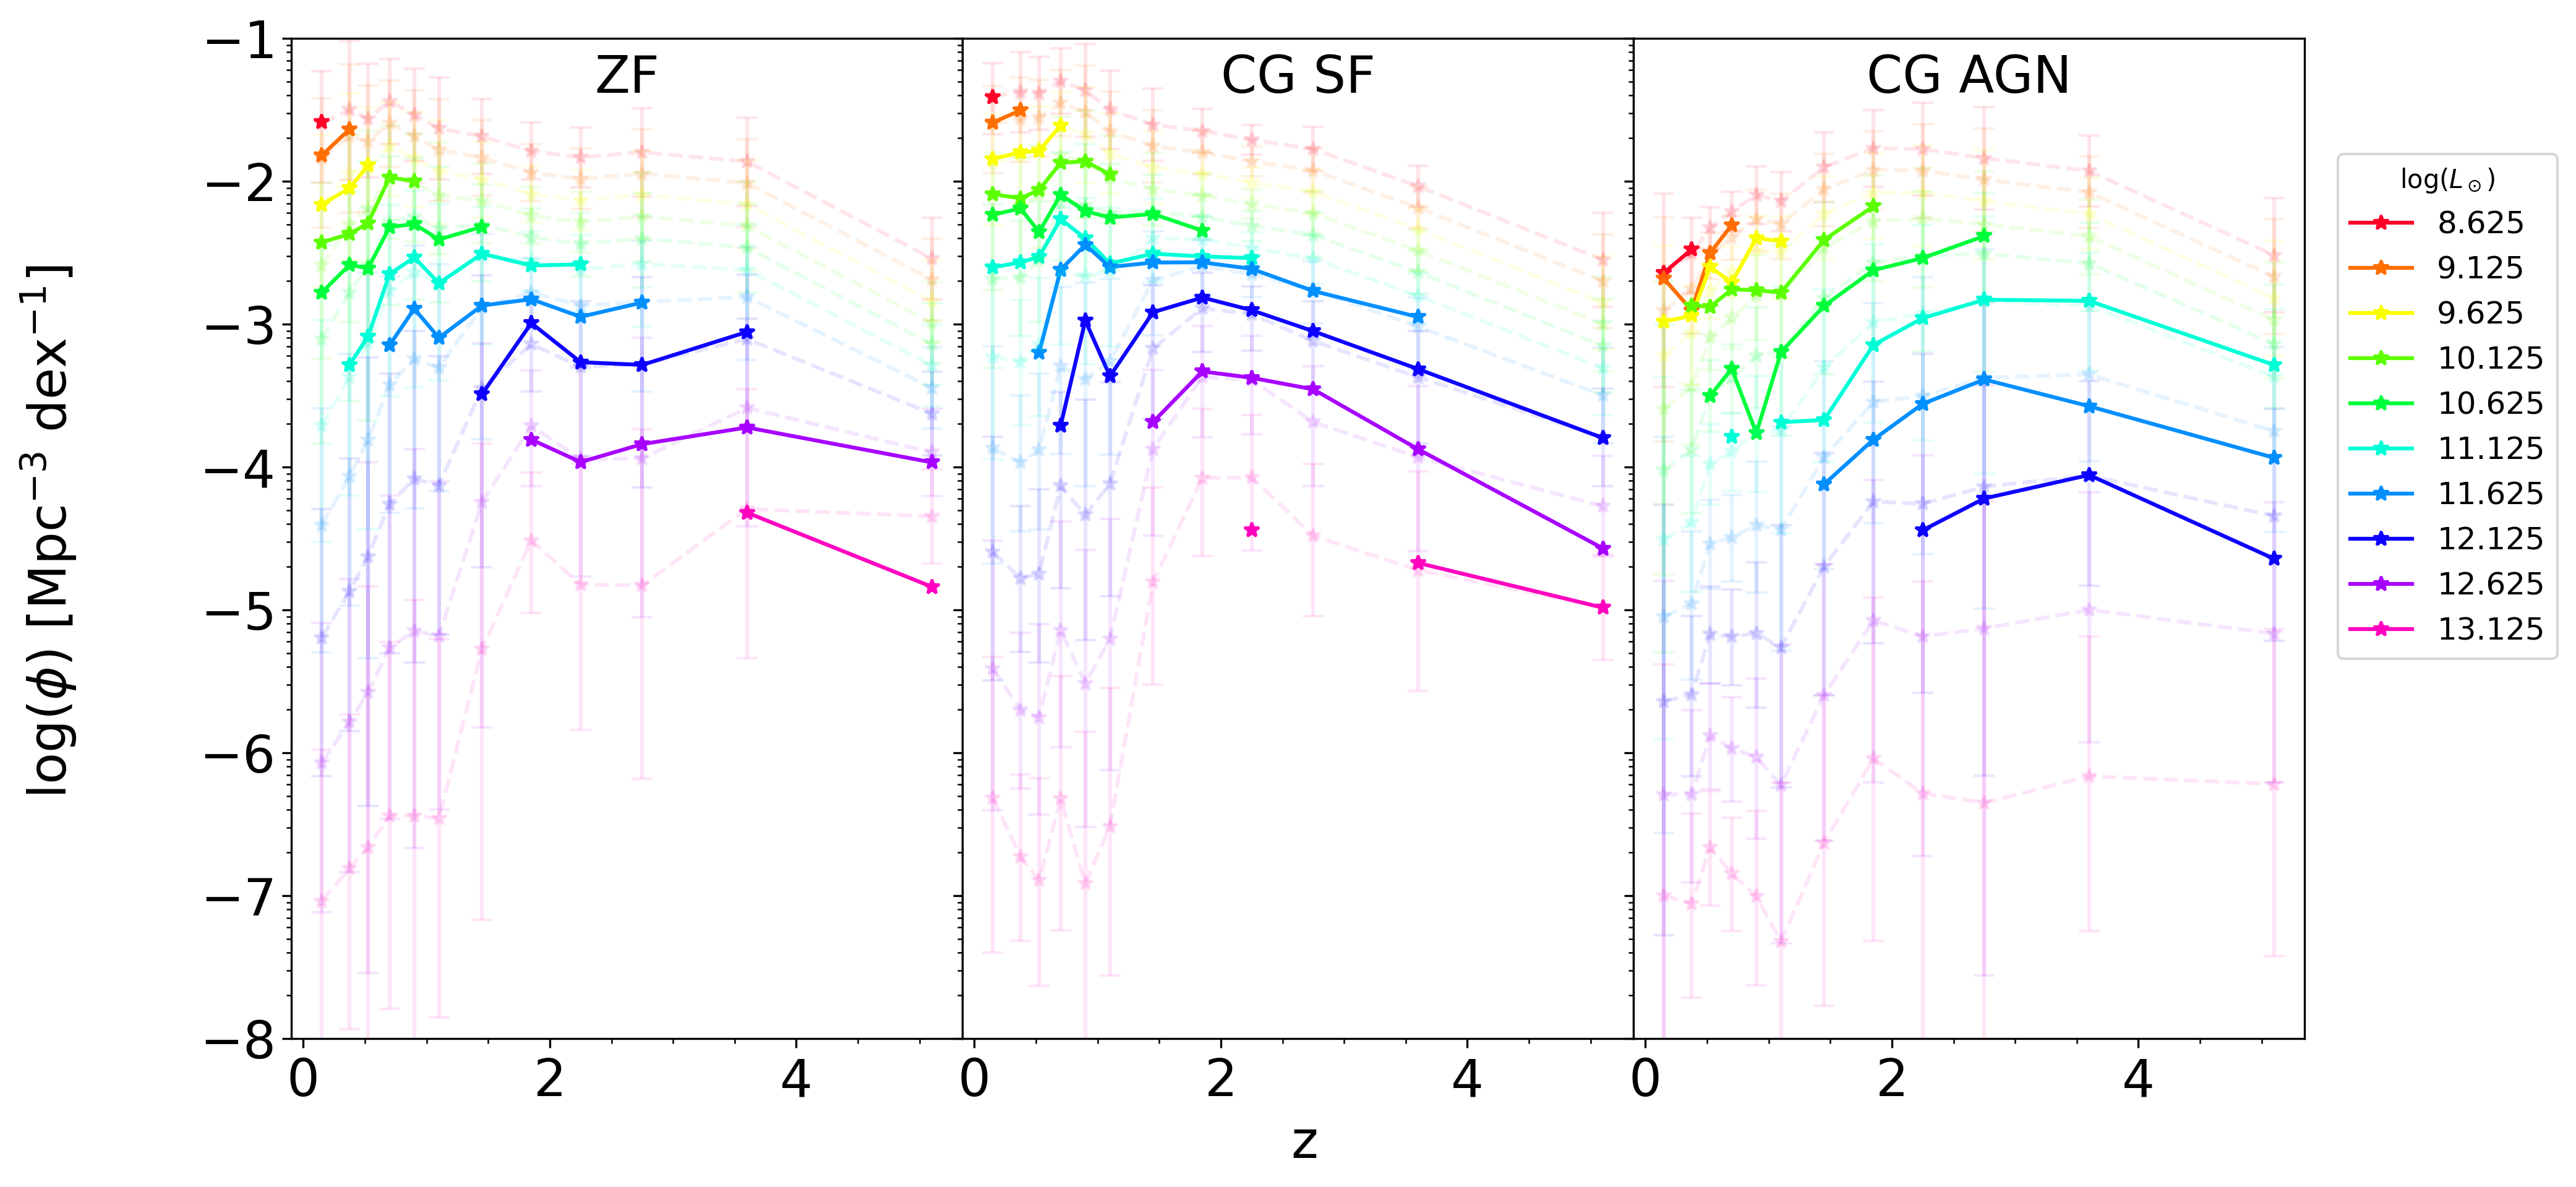 ZF
CG SF
CG AGN
log(ϕ) [Mpc⁻³ dex⁻¹]
−1
−2
−3
−4
−5
−6
−7
−8
0 2 4
0 2 4
0 2 4
z
log(L⊙)
8.625
9.125
9.625
10.125
10.625
11.125
11.625
12.125
12.625
13.125